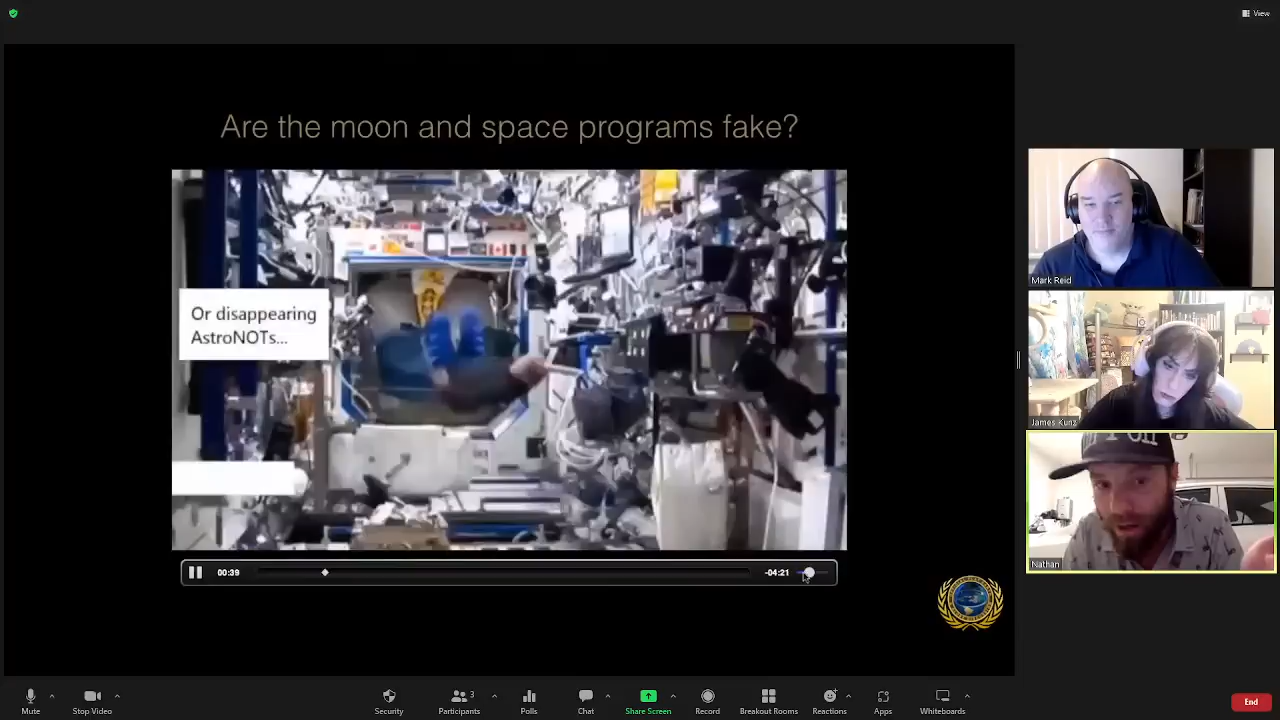 View
Are the moon and space programs fake?
Or disappearing
AstroNOTs...
00:39
-04:21
Mark Reid
James Kunz
Nathan
Mute
Stop Video
Security
Participants
3
Polls
Chat
Share Screen
Record
Breakout Rooms
Reactions
Apps
Whiteboards
End